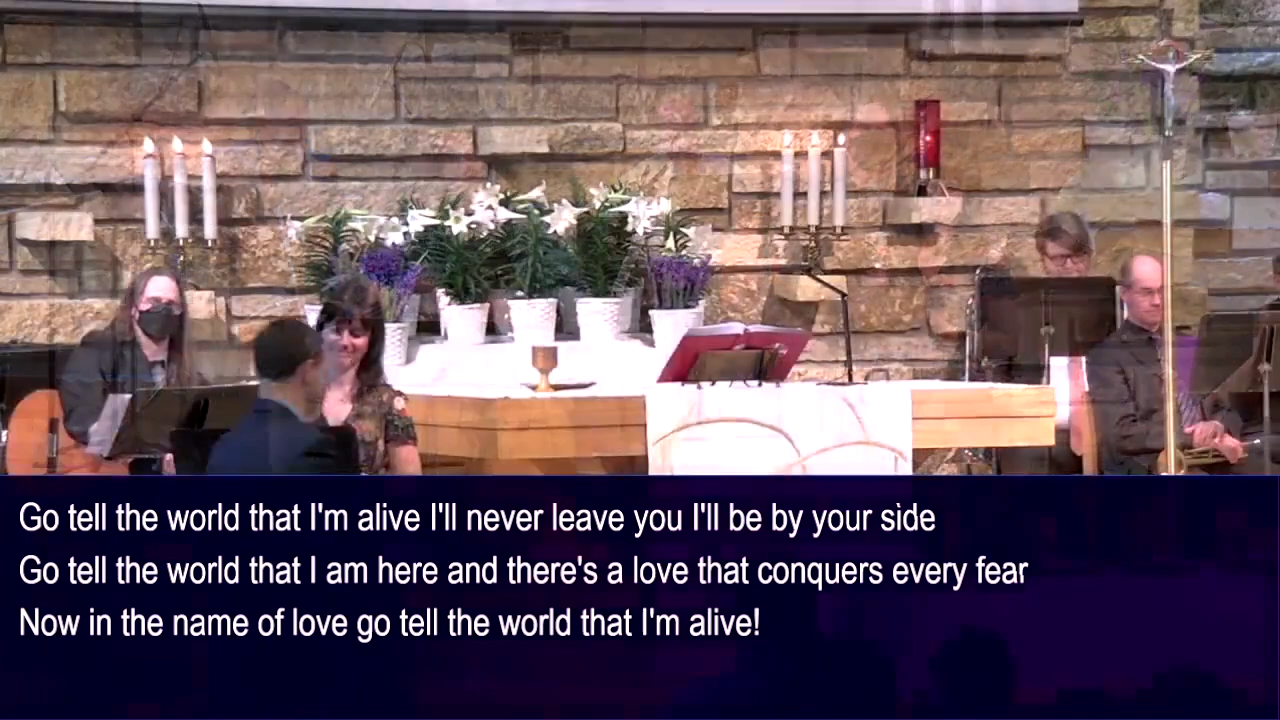 Go tell the world that I'm alive I'll never leave you I'll be by your side
Go tell the world that I am here and there's a love that conquers every fear
Now in the name of love go tell the world that I'm alive!